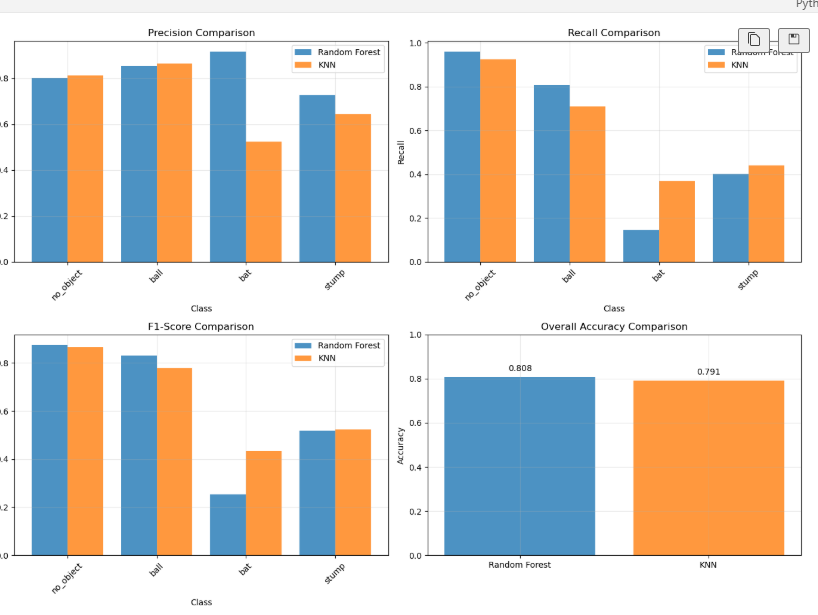 Pyth
Precision Comparison
Random Forest
KNN
0.8
0.6
0.4
0.2
0.0
no_object
ball
bat
stump
Class
Recall Comparison
Random Forest
KNN
1.0
0.8
0.6
0.4
0.2
0.0
Recall
no_object
ball
bat
stump
Class
F1-Score Comparison
Random Forest
KNN
0.8
0.6
0.4
0.2
0.0
no_object
ball
bat
stump
Class
Overall Accuracy Comparison
1.0
0.8
0.6
0.4
0.2
0.0
Accuracy
0.808
0.791
Random Forest
KNN